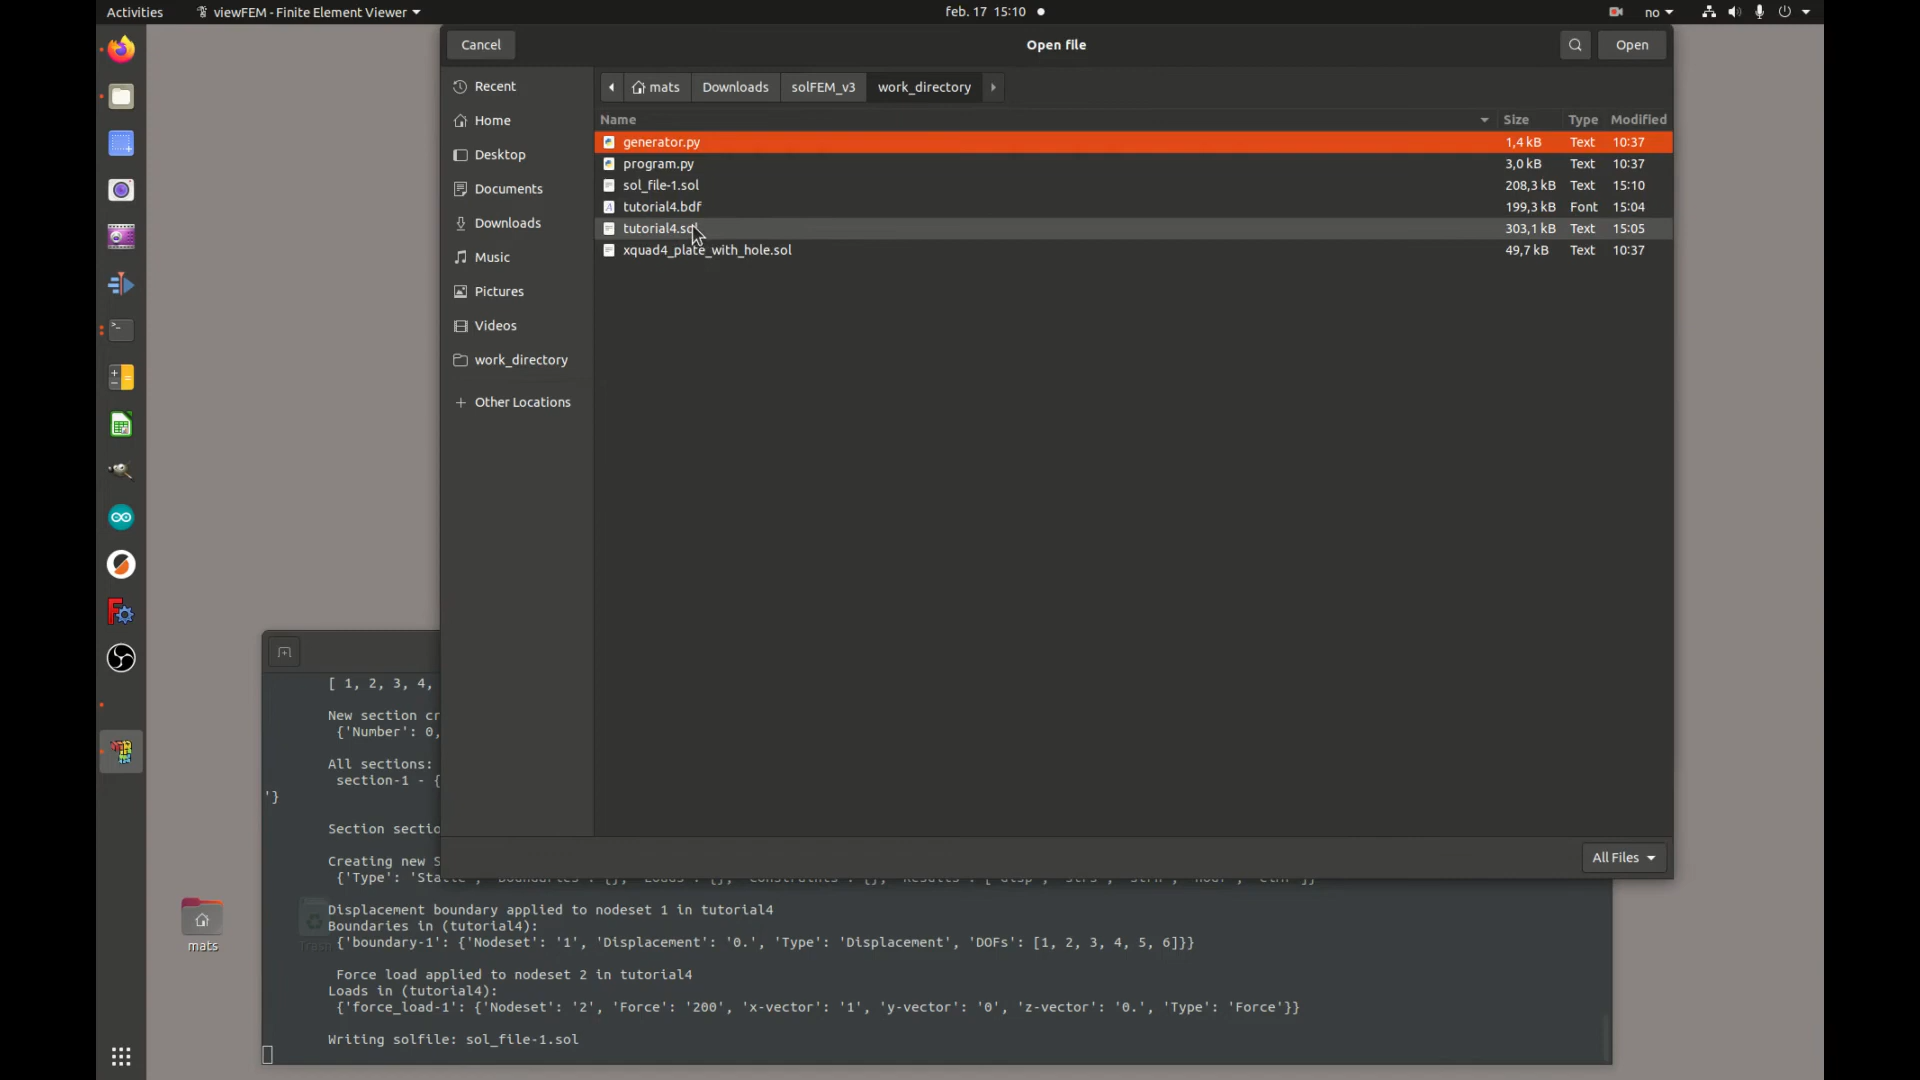 Activities
viewFEM - Finite Element Viewer
feb. 17 15:10
no
Cancel
Open file
Open
Recent
Home
Desktop
Documents
Downloads
Music
Pictures
Videos
work_directory
Other Locations
mats
Downloads
solFEM_v3
work_directory
Name Size Type Modified
generator.py 1,4 kB Text 10:37
program.py 3,0 kB Text 10:37
sol_file-1.sol 208,3 kB Text 15:10
tutorial4.bdf 199,3 kB Font 15:04
tutorial4.sol 303,1 kB Text 15:05
xquad4_plate_with_hole.sol 49,7 kB Text 10:37
All Files
[ 1, 2, 3, 4,
New section cr
{'Number': 0,
All sections:
section-1 - {
'}
Section sectio
Creating new S
Displacement boundary applied to nodeset 1 in tutorial4
Boundaries in (tutorial4):
{'boundary-1': {'Nodeset': '1', 'Displacement': '0.', 'Type': 'Displacement', 'DOFs': [1, 2, 3, 4, 5, 6]}}
Force load applied to nodeset 2 in tutorial4
Loads in (tutorial4):
{'force_load-1': {'Nodeset': '2', 'Force': '200', 'x-vector': '1', 'y-vector': '0', 'z-vector': '0.', 'Type': 'Force'}}
Writing solfile: sol_file-1.sol
mats
Trash